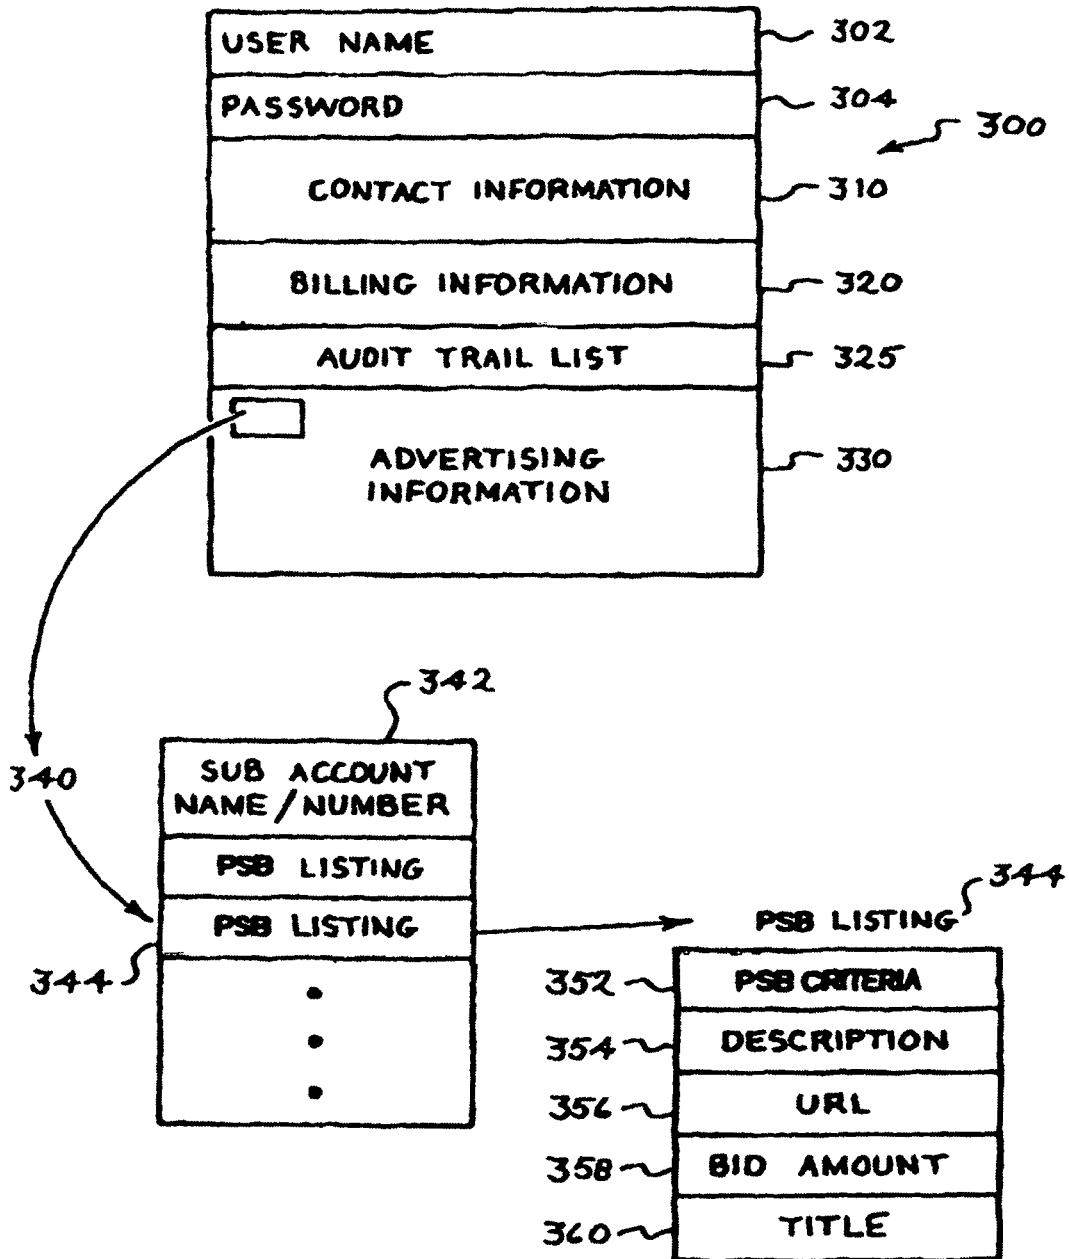 USER NAME 302
PASSWORD 304
300
CONTACT INFORMATION 310
BILLING INFORMATION 320
AUDIT TRAIL LIST 325
ADVERTISING
INFORMATION
330
342
340
SUB ACCOUNT
NAME/NUMBER
PSB LISTING
PSB LISTING
344
344
PSB LISTING
352 PSB CRITERIA
354 DESCRIPTION
356 URL
358 BID AMOUNT
360 TITLE